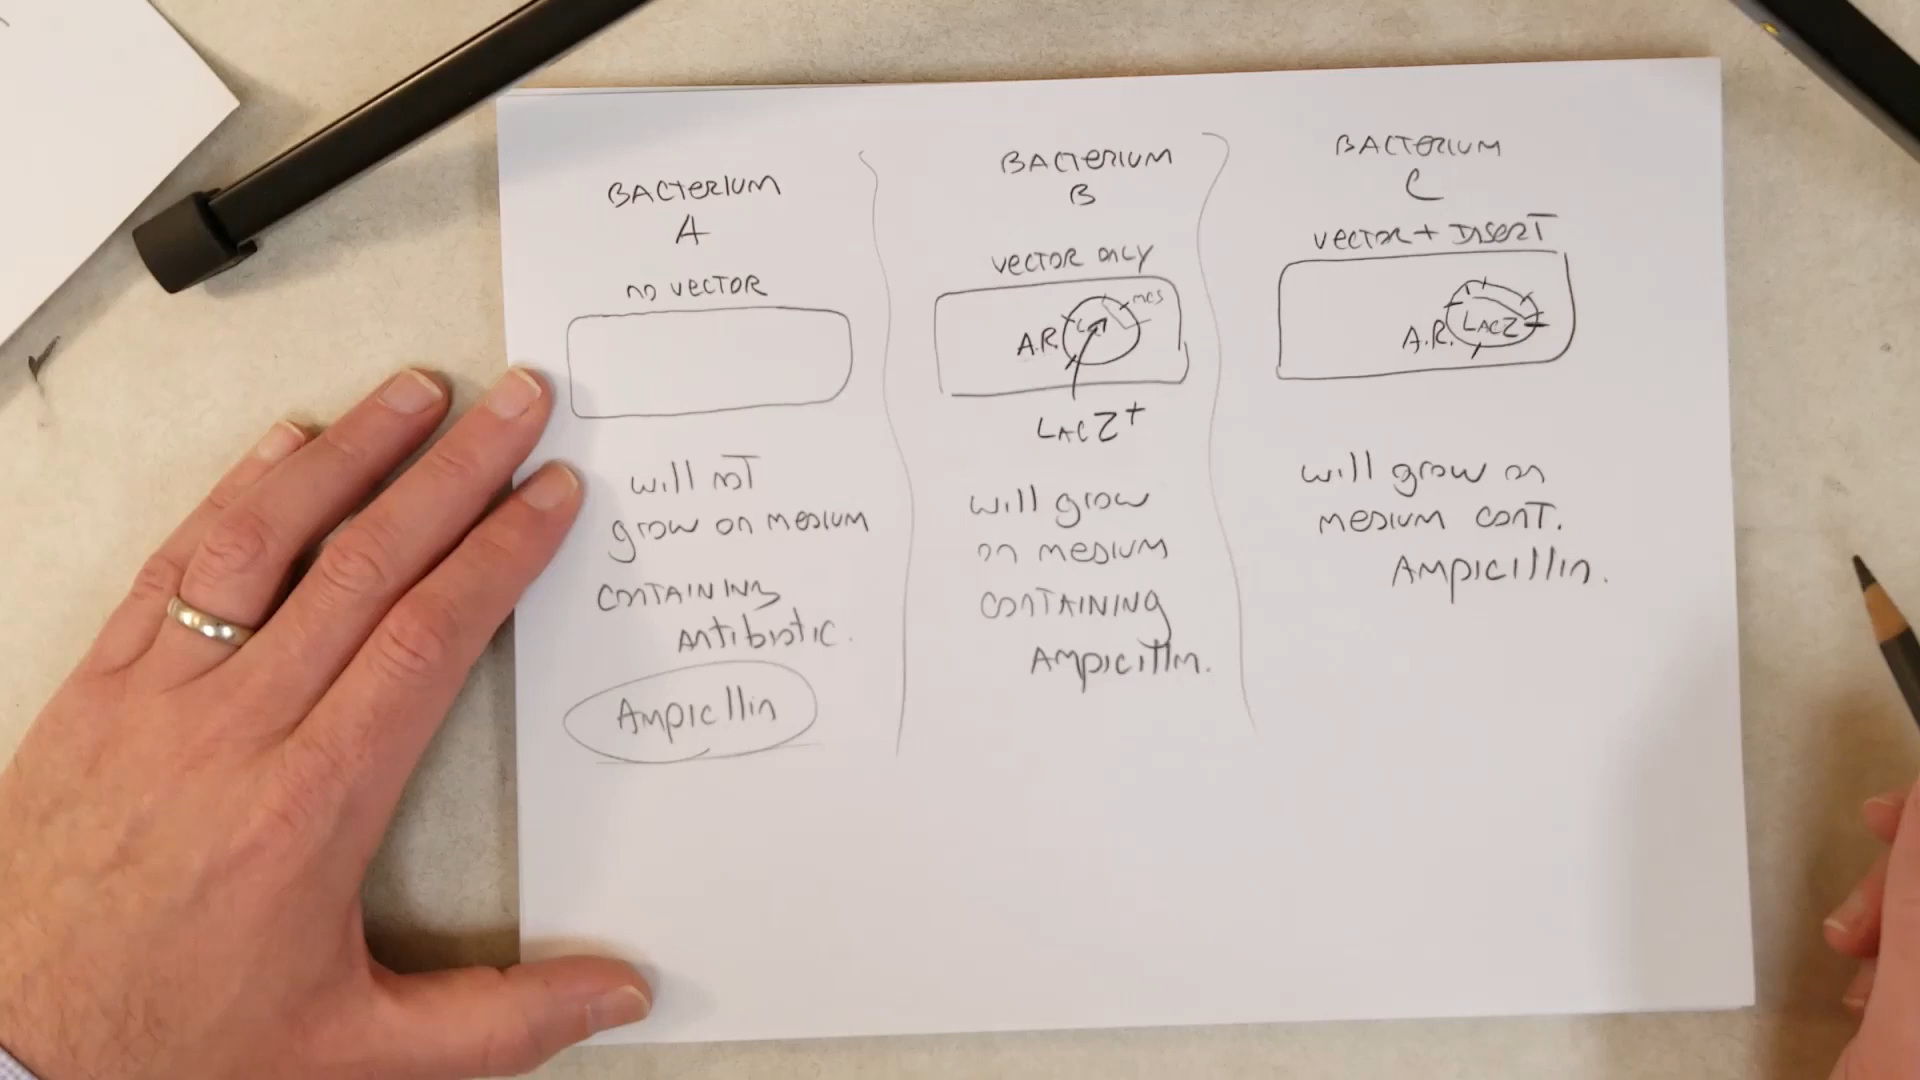 BACTERIUM
A
NO VECTOR
will not
grow on medium
CONTAINING
ANTIBIOTIC.
Ampicllin
BACTERIUM
B
VECTOR ONLY
MCS
A.R.
LACZ+
will grow
on medium
CONTAINING
Ampicillin.
BACTERIUM
C
VECTOR + INSERT
A.R. LACZ
will grow on
medium CONT.
Ampicillin.